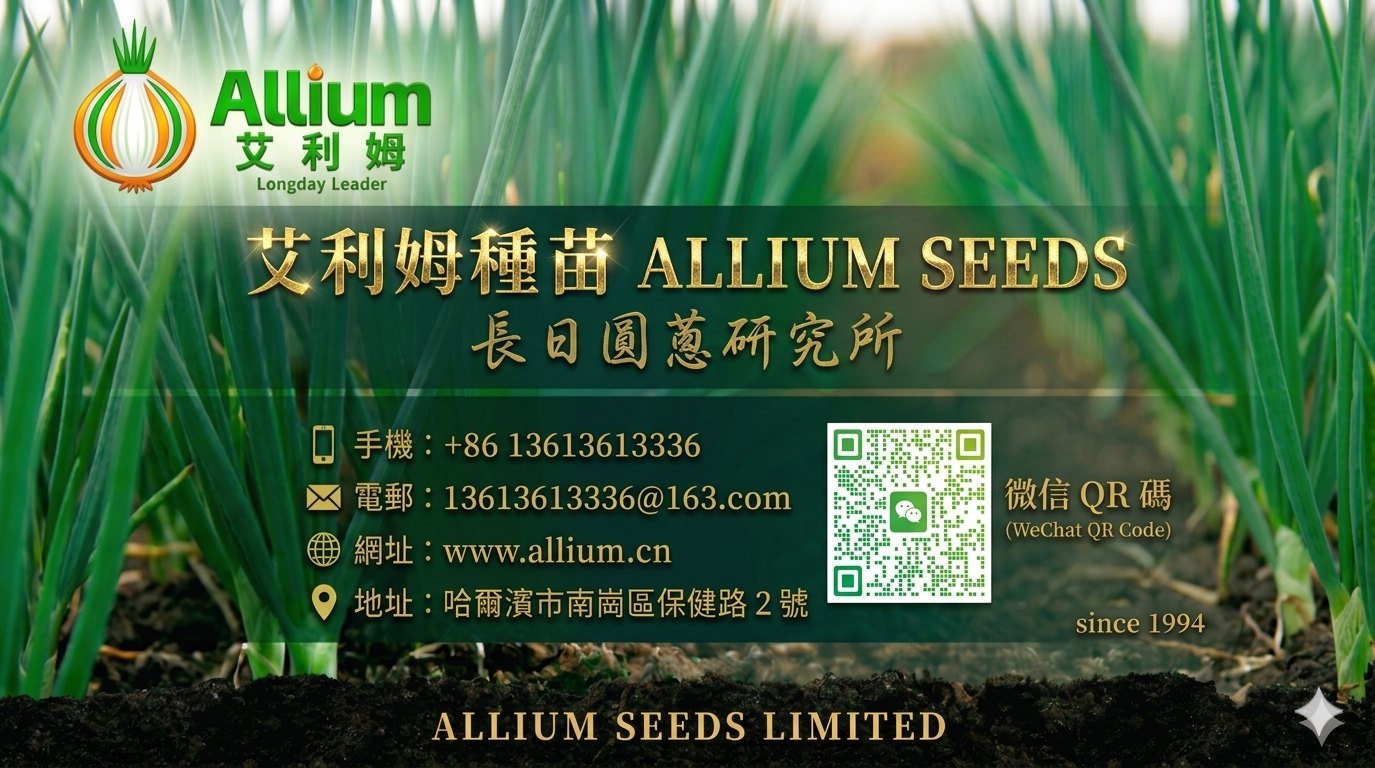 Allium
艾利姆
Longday Leader
艾利姆種苗 ALLIUM SEEDS
長日圓蔥研究所
手機：+86 13613613336
電郵：13613613336@163.com
網址：www.allium.cn
地址：哈爾濱市南崗區保健路 2 號
微信 QR 碼
(WeChat QR Code)
since 1994
ALLIUM SEEDS LIMITED